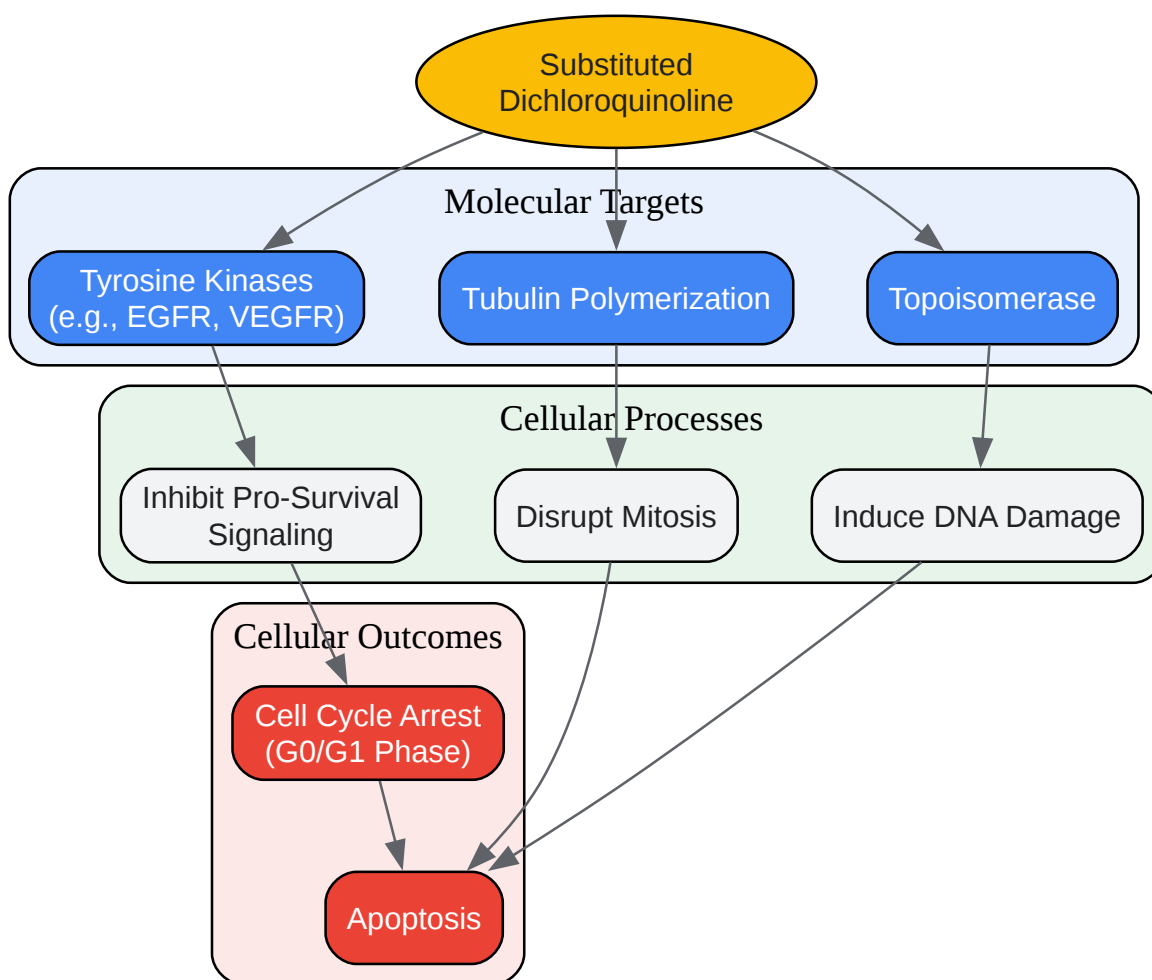 Substituted
Dichloroquinoline
Molecular Targets
Tyrosine Kinases
(e.g., EGFR, VEGFR)
Tubulin Polymerization
Topoisomerase
Cellular Processes
Inhibit Pro-Survival
Signaling
Disrupt Mitosis
Induce DNA Damage
Cellular Outcomes
Cell Cycle Arrest
(G0/G1 Phase)
Apoptosis